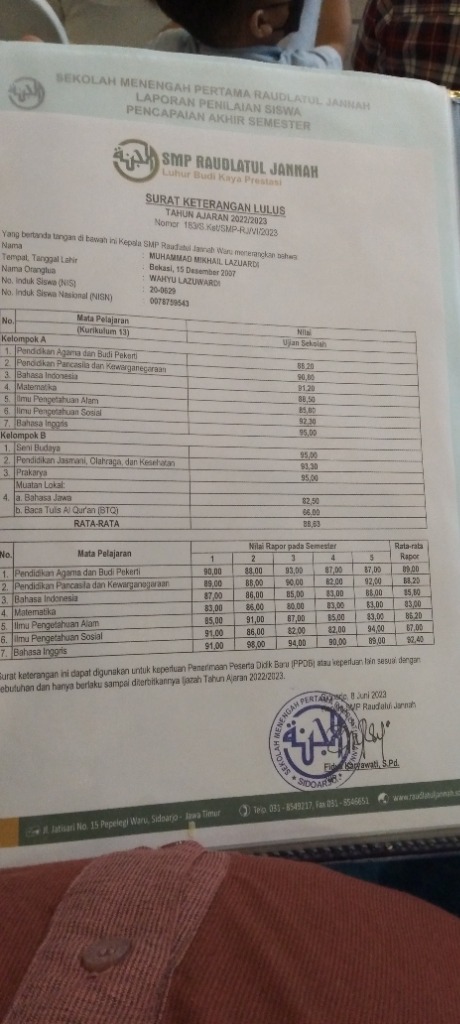 SEKOLAH MENENGAH PERTAMA RAUDLATUL JANNAH
LAPORAN PENILAIAN SISWA
PENCAPAIAN AKHIR SEMESTER
SMP RAUDLATUL JANNAH
Luhur Budi Kaya Prestasi
SURAT KETERANGAN LULUS
TAHUN AJARAN 2022/2023
Nomor 183/S.Ket/SMP-RJ/VI/2023
Yang bertanda tangan di bawah ini Kepala SMP Raudlatul Jannah Waru menerangkan bahwa
Nama : MUHAMMAD MIKHAIL LAZUARDI
Tempat, Tanggal Lahir : Bekasi, 15 Desember 2007
Nama Orangtua : WAHYU LAZUWARDI
No. Induk Siswa (NIS) : 20-0629
No. Induk Siswa Nasional (NISN) : 0078759543
No. Mata Pelajaran (Kurikulum 13) Nilai Ujian Sekolah
Kelompok A
1. Pendidikan Agama dan Budi Pekerti 88,20
2. Pendidikan Pancasila dan Kewarganegaraan 90,80
3. Bahasa Indonesia 91,20
4. Matematika 88,50
5. Ilmu Pengetahuan Alam 85,60
6. Ilmu Pengetahuan Sosial 92,30
7. Bahasa Inggris 95,00
Kelompok B
1. Seni Budaya 95,00
2. Pendidikan Jasmani, Olahraga, dan Kesehatan 93,30
3. Prakarya 95,00
Muatan Lokal:
4. a. Bahasa Jawa 82,50
b. Baca Tulis Al Qur'an (BTQ) 66,00
RATA-RATA 88,63
No. Mata Pelajaran Nilai Rapor pada Semester Rata-rata Rapor
1 2 3 4 5
1. Pendidikan Agama dan Budi Pekerti 90,00 88,00 93,00 87,00 87,00 89,00
2. Pendidikan Pancasila dan Kewarganegaraan 89,00 88,00 90,00 82,00 92,00 88,20
3. Bahasa Indonesia 87,00 86,00 85,00 83,00 88,00 85,80
4. Matematika 83,00 86,00 80,00 83,00 83,00 83,00
5. Ilmu Pengetahuan Alam 85,00 91,00 87,00 85,00 83,00 86,20
6. Ilmu Pengetahuan Sosial 91,00 86,00 82,00 82,00 94,00 87,00
7. Bahasa Inggris 91,00 98,00 94,00 90,00 89,00 92,40
Surat keterangan ini dapat digunakan untuk keperluan Penerimaan Peserta Didik Baru (PPDB) atau keperluan lain sesuai dengan
kebutuhan dan hanya berlaku sampai diterbitkannya Ijazah Tahun Ajaran 2022/2023.
8 Juni 2023
SMP Raudlatul Jannah
SEKOLAH MENENGAH PERTAMA
SIDOARJO
Karyawati, S.Pd.
Jl. Jatisari No. 15 Pepelegi Waru, Sidoarjo - Jawa Timur
Telp. 031 - 8549217, Fax 031 - 8546651
www.raudlatuljannah.sc